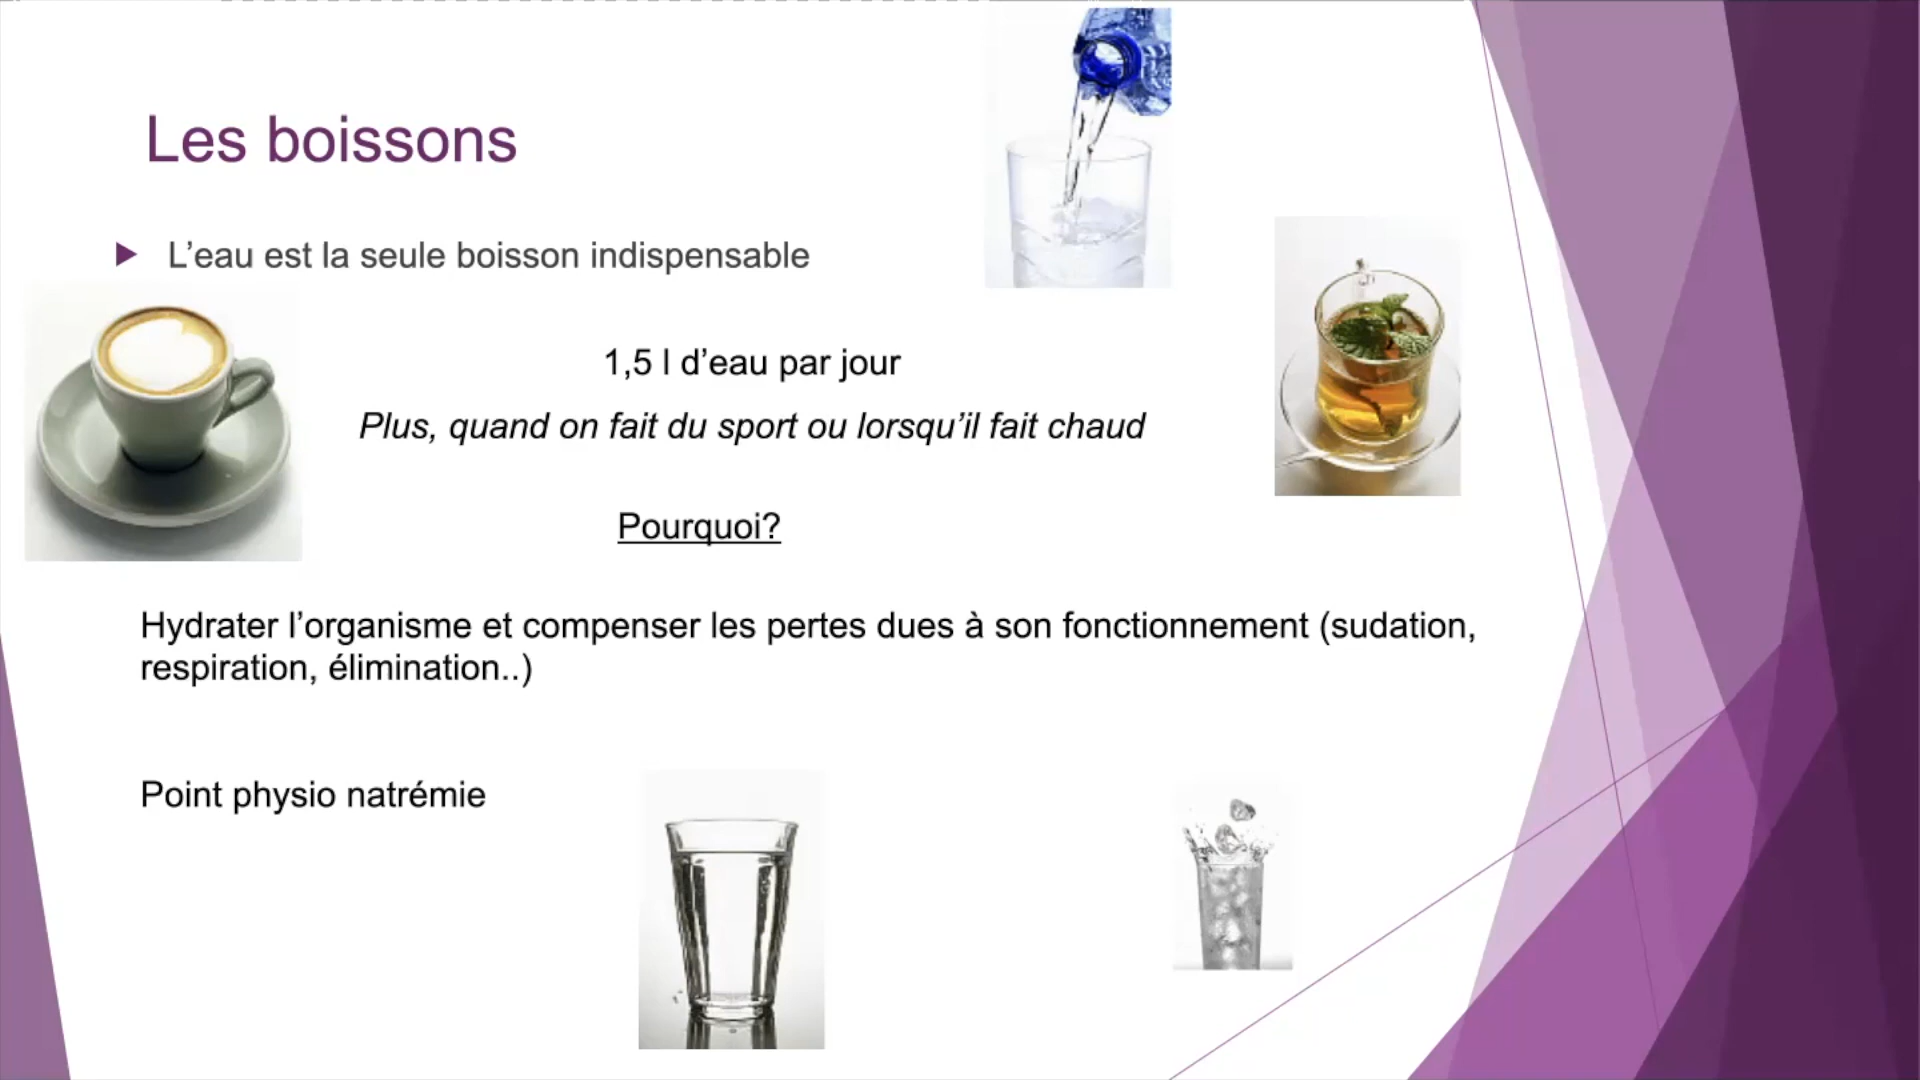 Les boissons
L’eau est la seule boisson indispensable
1,5 l d’eau par jour
Plus, quand on fait du sport ou lorsqu’il fait chaud
Pourquoi?
Hydrater l’organisme et compenser les pertes dues à son fonctionnement (sudation,
respiration, élimination..)
Point physio natrémie